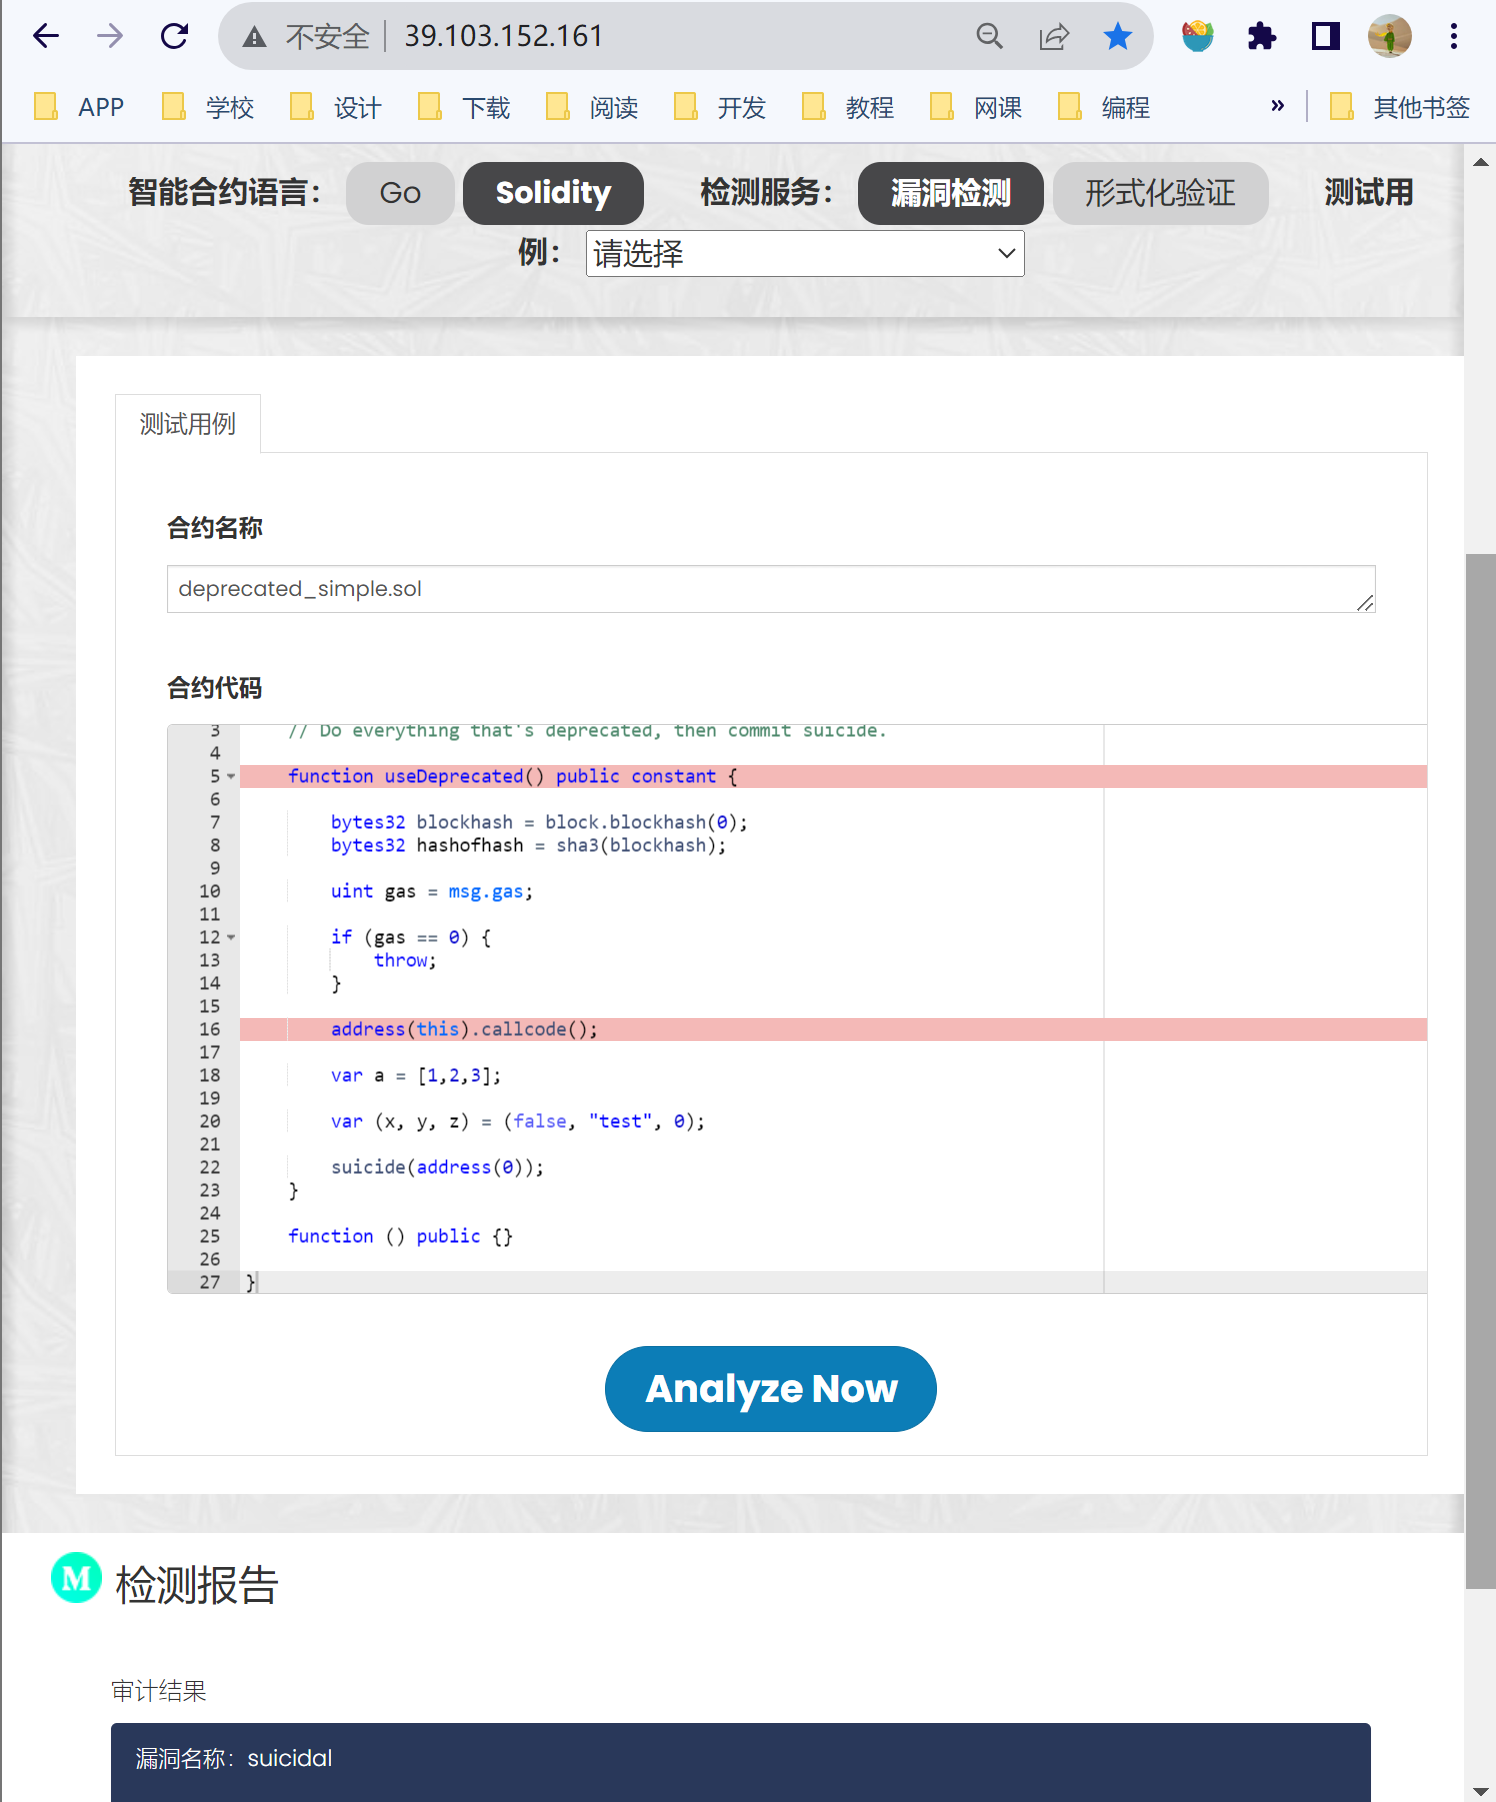 不安全 39.103.152.161
APP 学校 设计 下载 阅读 开发 教程 网课 编程 » 其他书签
智能合约语言： Go Solidity 检测服务： 漏洞检测 形式化验证 测试用
例： 请选择
测试用例
合约名称
deprecated_simple.sol
合约代码
3 // Do everything that's deprecated, then commit suicide.
4
5 function useDeprecated() public constant {
6
7 bytes32 blockhash = block.blockhash(0);
8 bytes32 hashofhash = sha3(blockhash);
9
10 uint gas = msg.gas;
11
12 if (gas == 0) {
13 throw;
14 }
15
16 address(this).callcode();
17
18 var a = [1,2,3];
19
20 var (x, y, z) = (false, "test", 0);
21
22 suicide(address(0));
23 }
24
25 function () public {}
26
27 }
Analyze Now
M 检测报告
审计结果
漏洞名称：suicidal